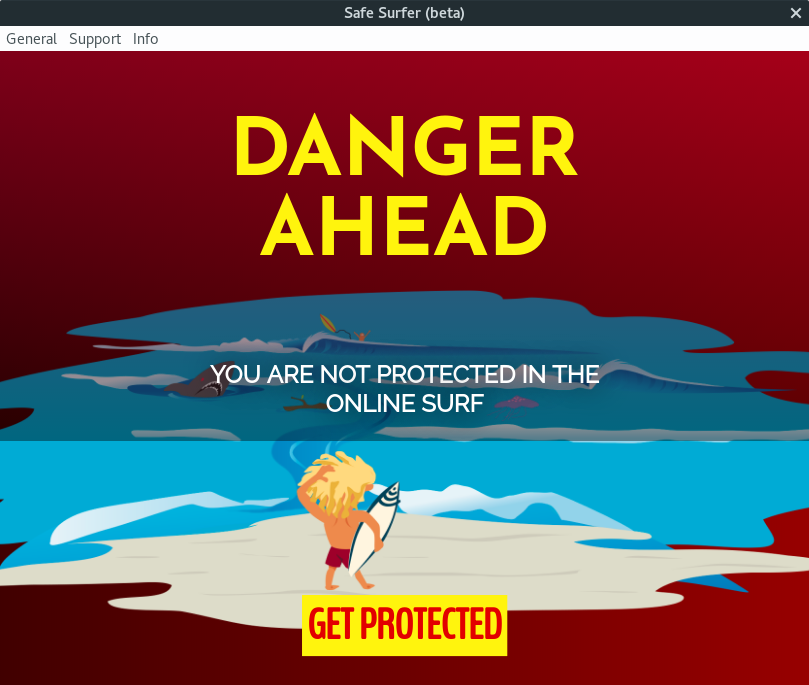 Safe Surfer (beta)
General Support Info
DANGER
AHEAD
YOU ARE NOT PROTECTED IN THE
ONLINE SURF
GET PROTECTED